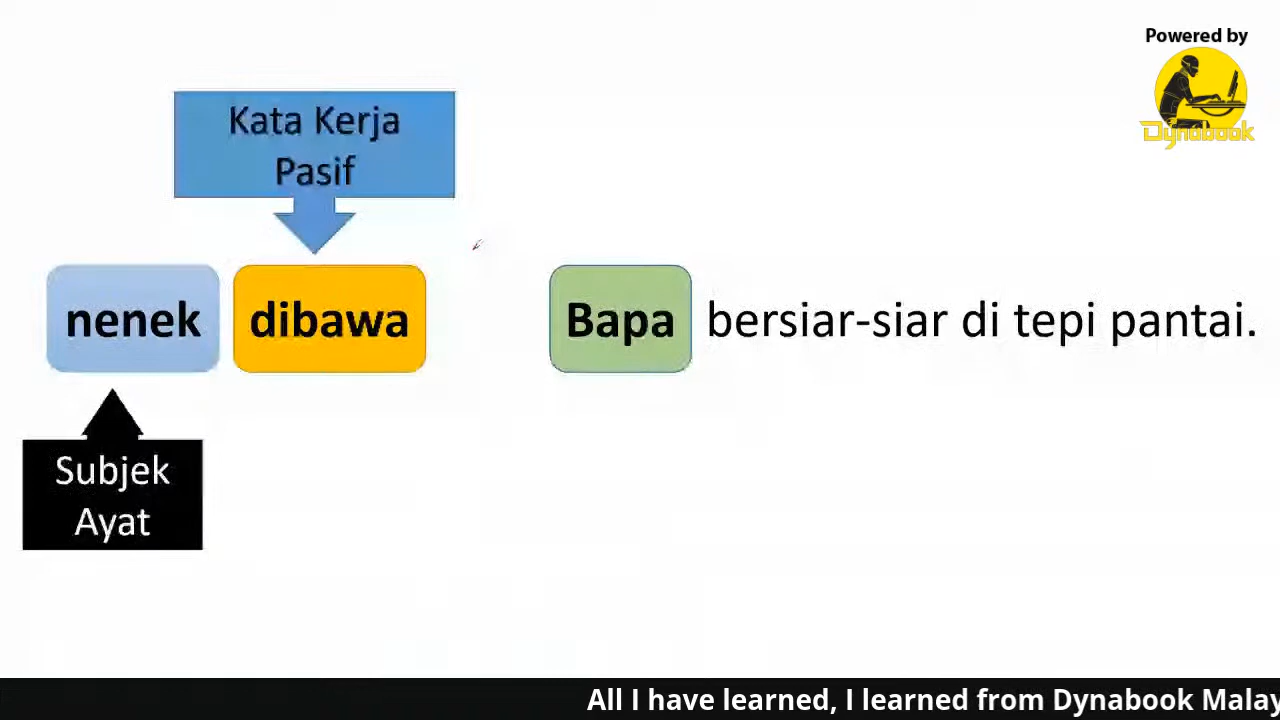 Powered by
Dynabook
Kata Kerja
Pasif
nenek dibawa Bapa bersiar-siar di tepi pantai.
Subjek
Ayat
All I have learned, I learned from Dynabook Malay